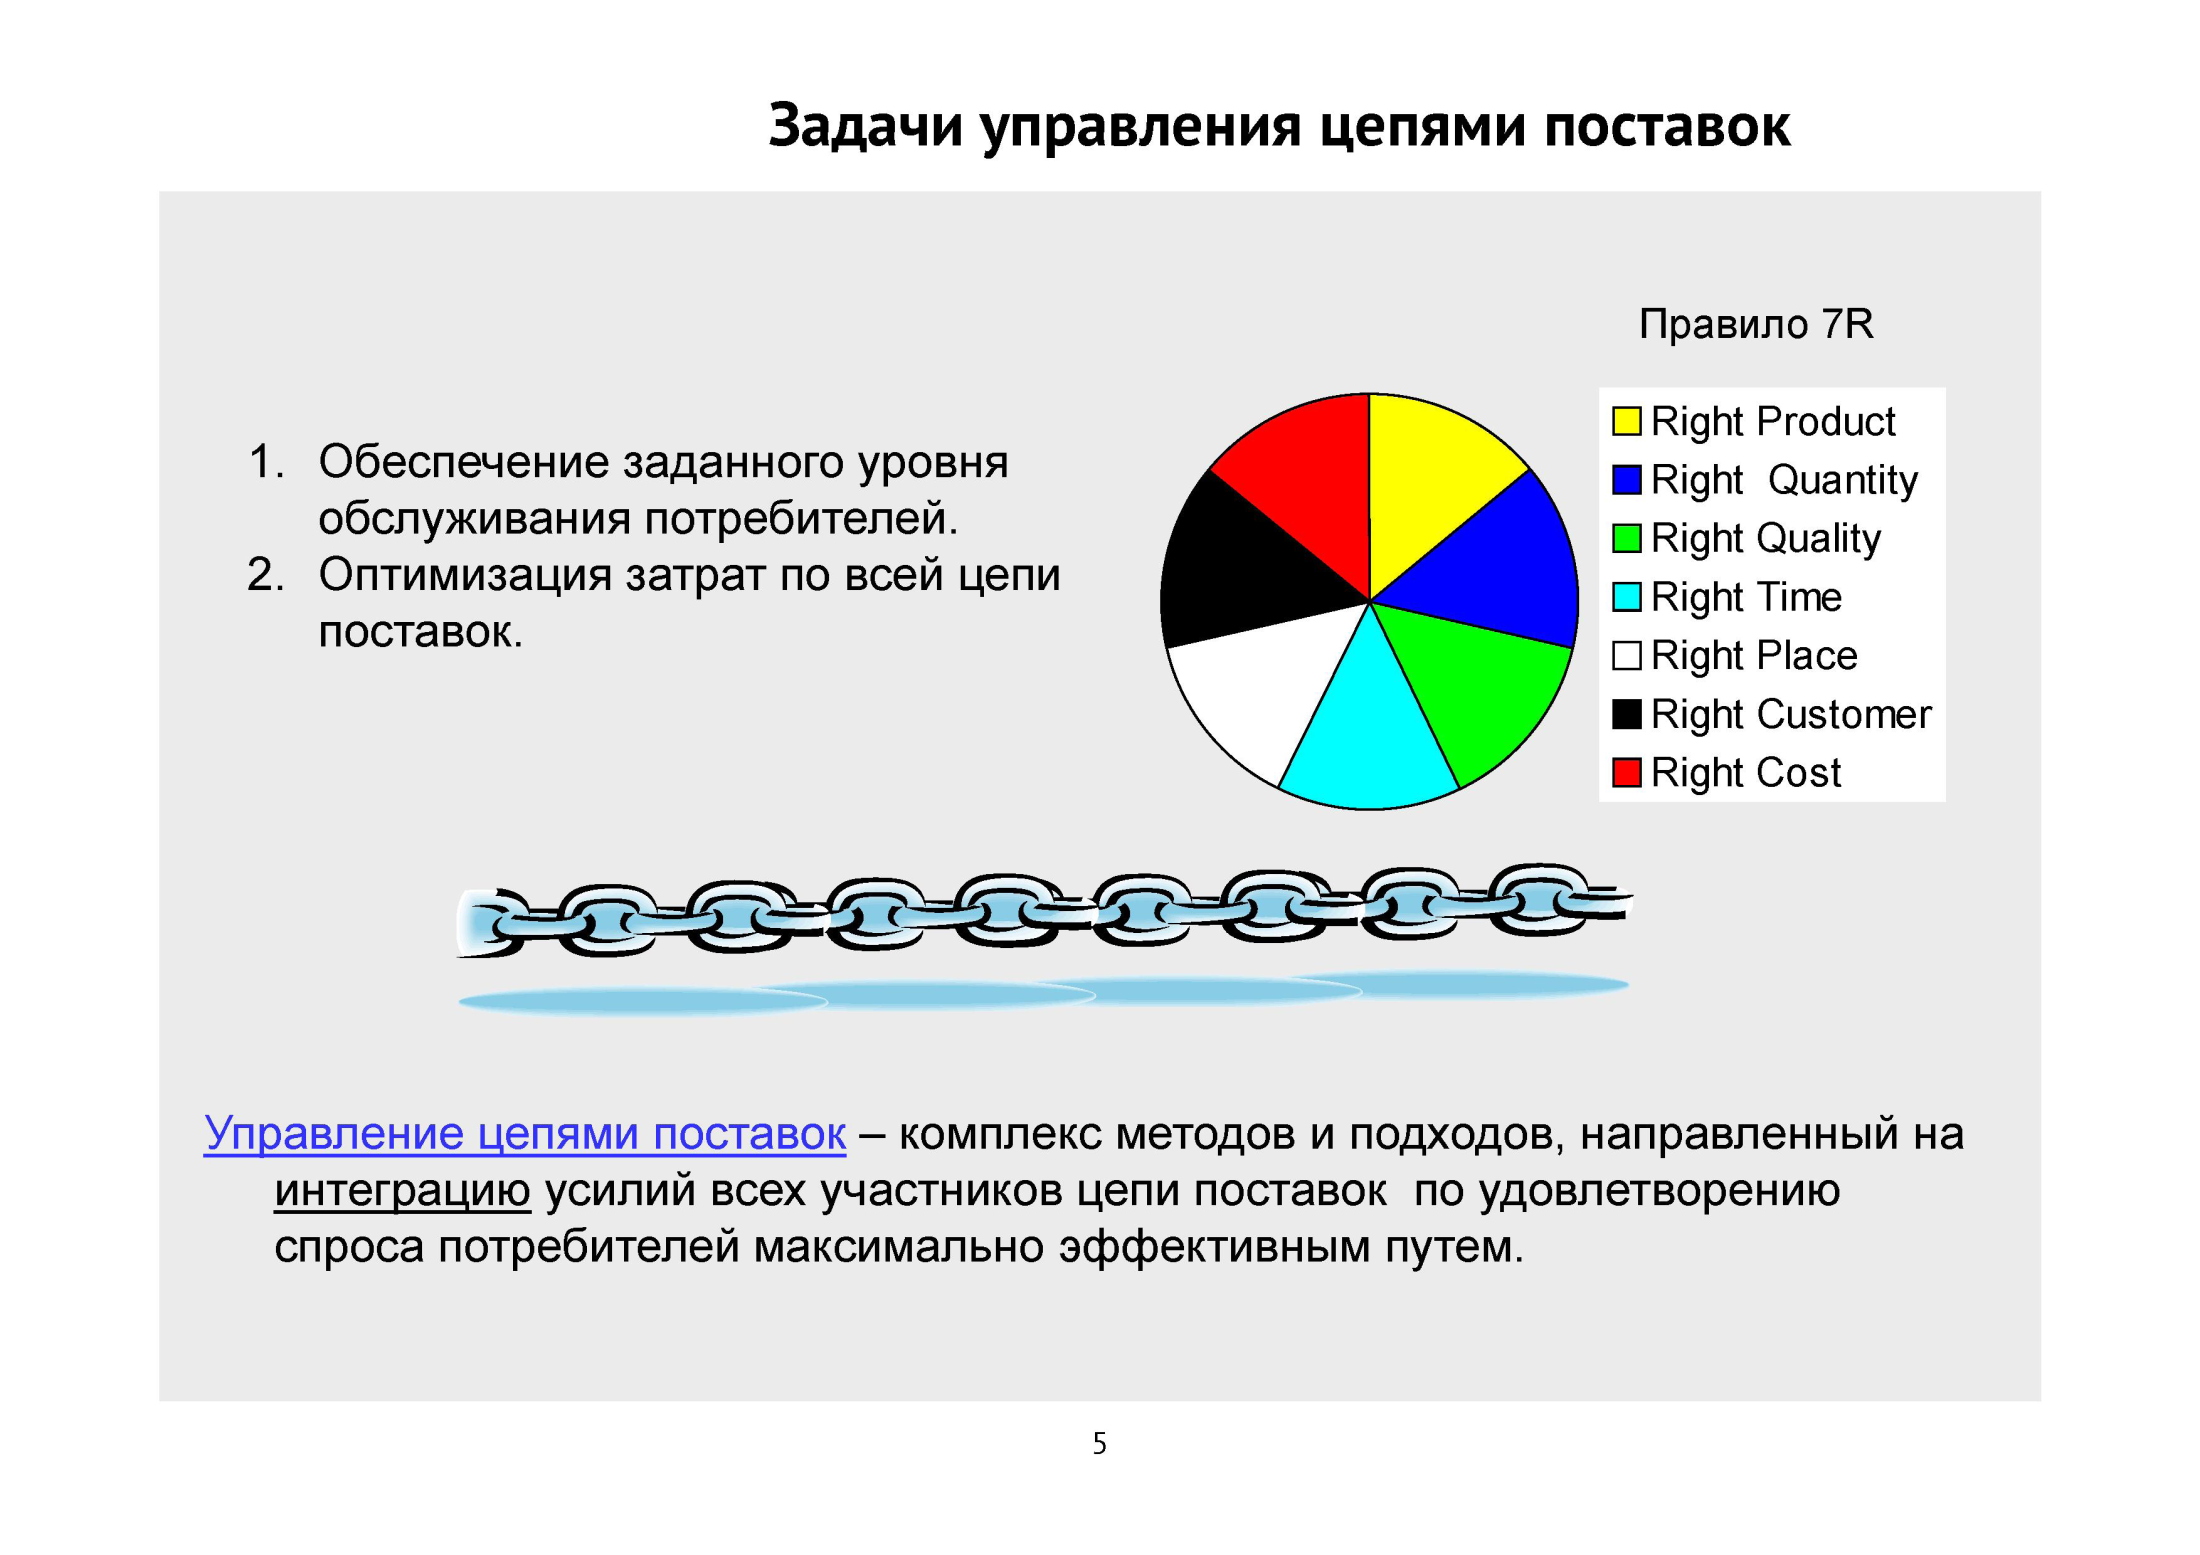 Задачи управления цепями поставок
Правило 7R
1. Обеспечение заданного уровня
обслуживания потребителей.
2. Оптимизация затрат по всей цепи
поставок.
Right Product
Right  Quantity
Right Quality
Right Time
Right Place
Right Customer
Right Cost
Управление цепями поставок – комплекс методов и подходов, направленный на
интеграцию усилий всех участников цепи поставок  по удовлетворению
спроса потребителей максимально эффективным путем.
5